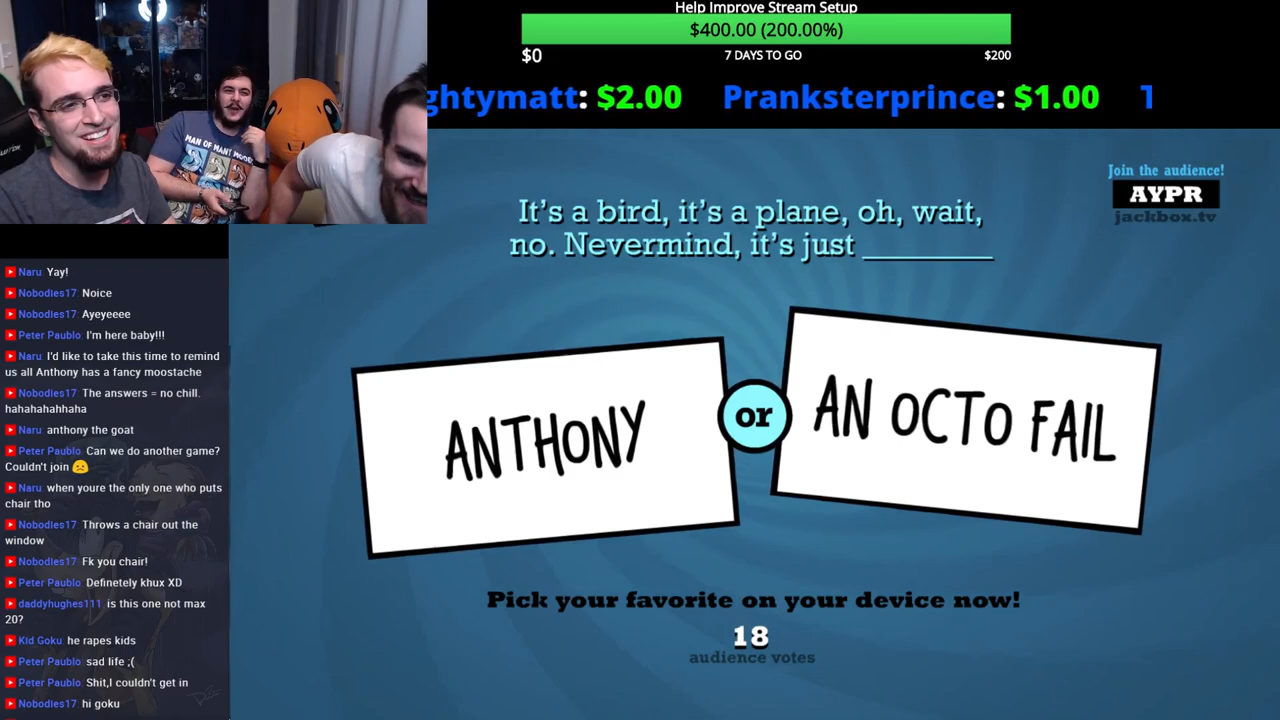 Help Improve Stream Setup
$400.00 (200.00%)
$0
7 DAYS TO GO
$200
ghtymatt: $2.00 Pranksterprince: $1.00
MAN OF MANY MOODS
Join the audience!
AYPR
jackbox.tv
It's a bird, it's a plane, oh, wait,
no. Nevermind, it's just ________
ANTHONY
or
AN OCTO FAIL
Pick your favorite on your device now!
18
audience votes
Naru: Yay!
Nobodies17: Noice
Nobodies17: Ayeyeeee
Peter Paublo: I'm here baby!!!
Naru: I'd like to take this time to remind
us all Anthony has a fancy moostache
Nobodies17: The answers = no chill.
hahahahahhaha
Naru: anthony the goat
Peter Paublo: Can we do another game?
Couldn't join 😟
Naru: when youre the only one who puts
chair tho
Nobodies17: Throws a chair out the
window
Nobodies17: Fk you chair!
Peter Paublo: Definetely khux XD
daddyhughes111: is this one not max
20?
Kid Goku: he rapes kids
Peter Paublo: sad life ;(
Peter Paublo: Shit,I couldn't get in
Nobodies17: hi goku